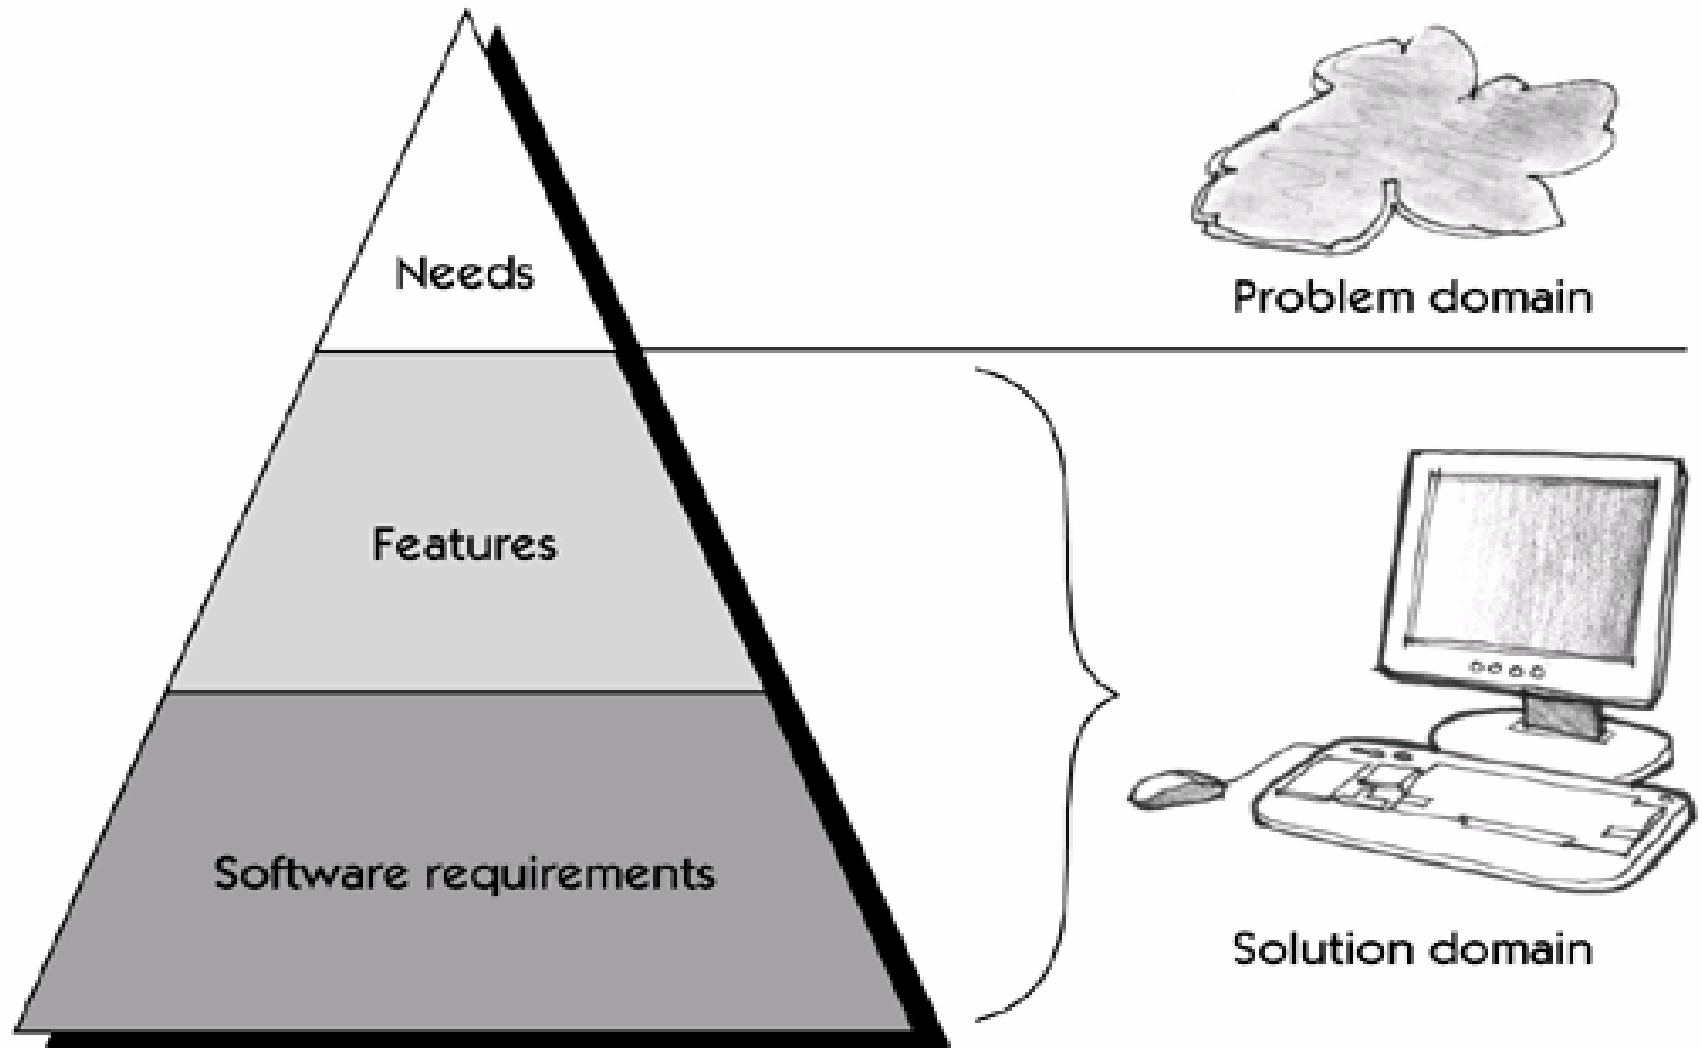 Needs
Problem domain
Features
Software requirements
Solution domain